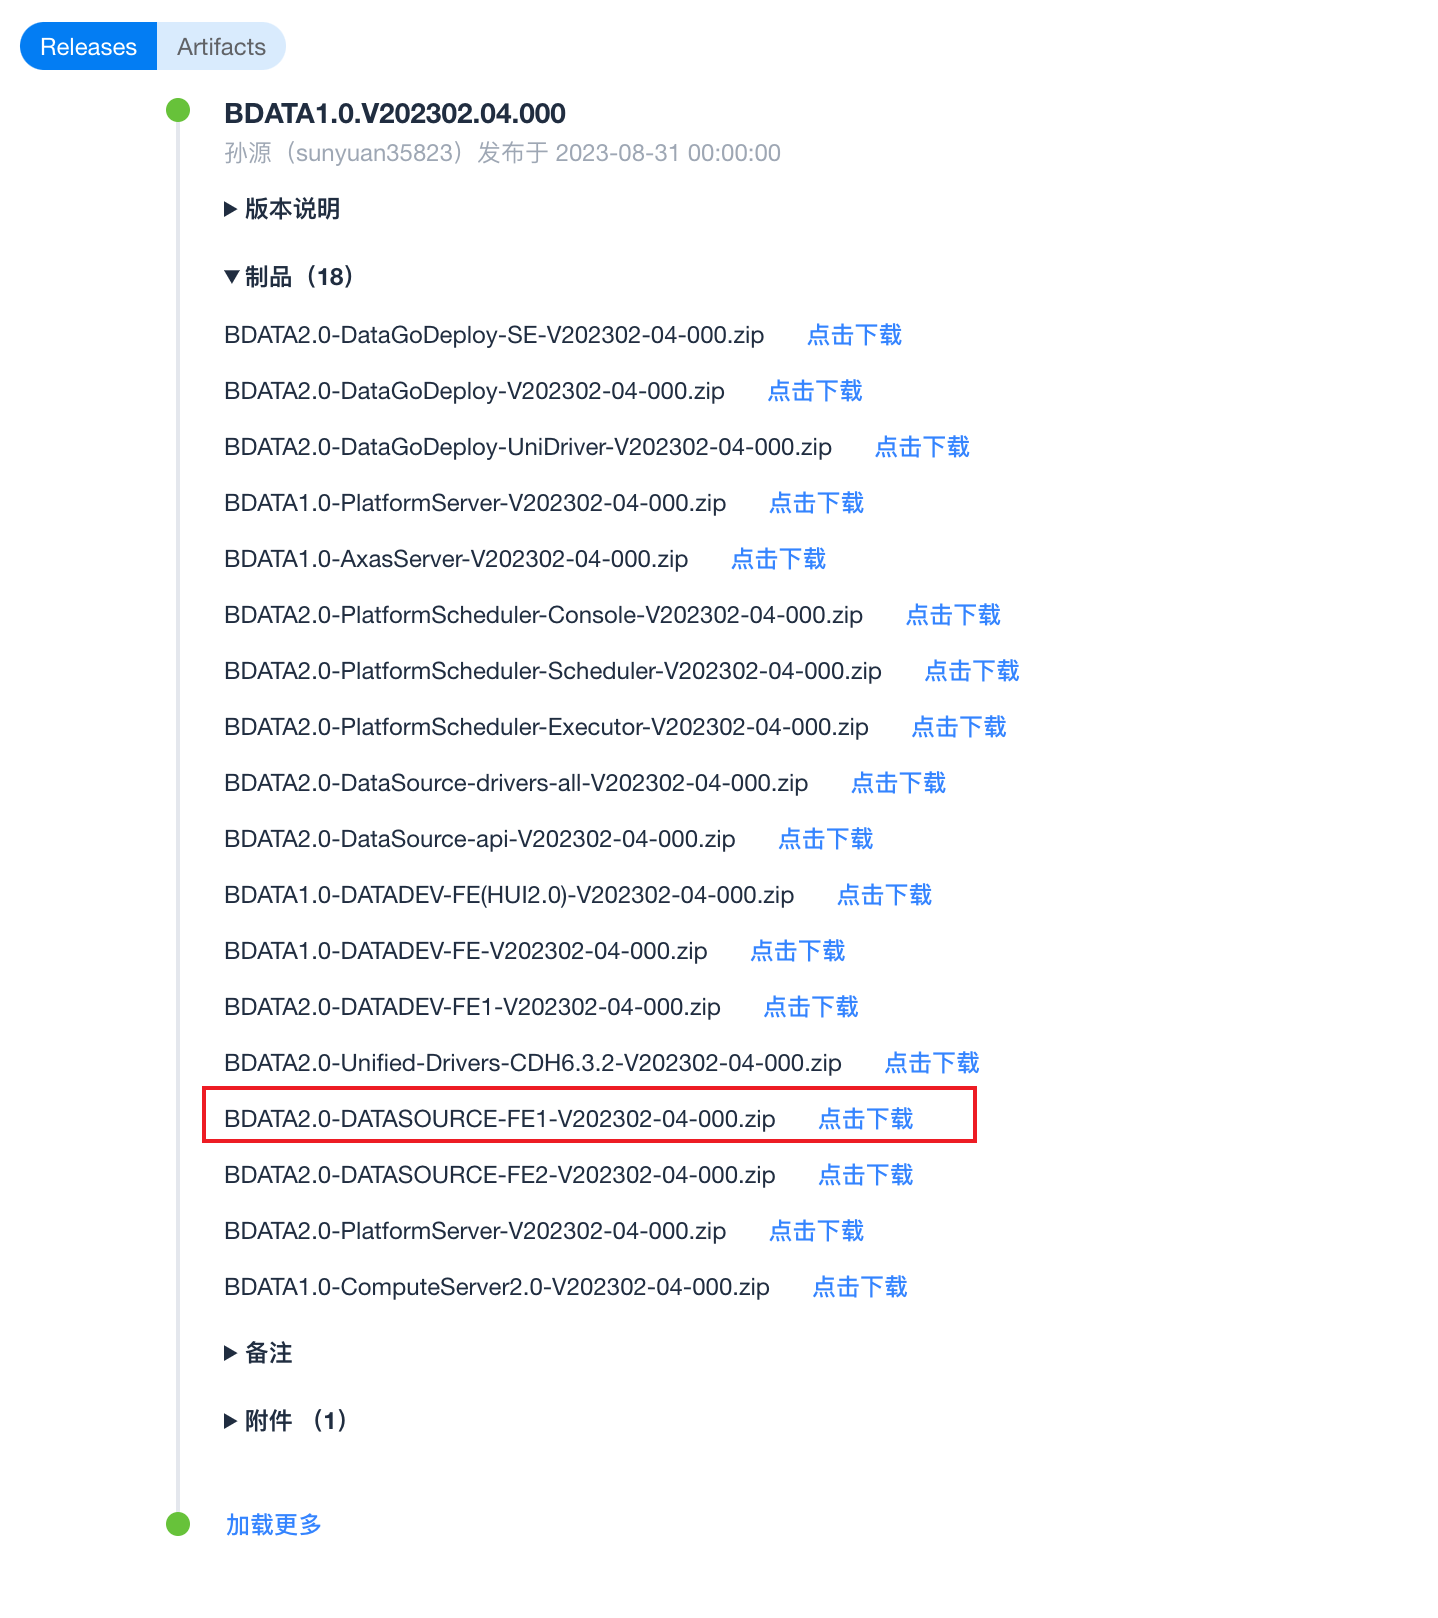 Releases Artifacts
BDATA1.0.V202302.04.000
孙源（sunyuan35823）发布于 2023-08-31 00:00:00
版本说明
制品（18）
BDATA2.0-DataGoDeploy-SE-V202302-04-000.zip 点击下载
BDATA2.0-DataGoDeploy-V202302-04-000.zip 点击下载
BDATA2.0-DataGoDeploy-UniDriver-V202302-04-000.zip 点击下载
BDATA1.0-PlatformServer-V202302-04-000.zip 点击下载
BDATA1.0-AxasServer-V202302-04-000.zip 点击下载
BDATA2.0-PlatformScheduler-Console-V202302-04-000.zip 点击下载
BDATA2.0-PlatformScheduler-Scheduler-V202302-04-000.zip 点击下载
BDATA2.0-PlatformScheduler-Executor-V202302-04-000.zip 点击下载
BDATA2.0-DataSource-drivers-all-V202302-04-000.zip 点击下载
BDATA2.0-DataSource-api-V202302-04-000.zip 点击下载
BDATA1.0-DATADEV-FE(HUI2.0)-V202302-04-000.zip 点击下载
BDATA1.0-DATADEV-FE-V202302-04-000.zip 点击下载
BDATA2.0-DATADEV-FE1-V202302-04-000.zip 点击下载
BDATA2.0-Unified-Drivers-CDH6.3.2-V202302-04-000.zip 点击下载
BDATA2.0-DATASOURCE-FE1-V202302-04-000.zip 点击下载
BDATA2.0-DATASOURCE-FE2-V202302-04-000.zip 点击下载
BDATA2.0-PlatformServer-V202302-04-000.zip 点击下载
BDATA1.0-ComputeServer2.0-V202302-04-000.zip 点击下载
备注
附件 （1）
加载更多